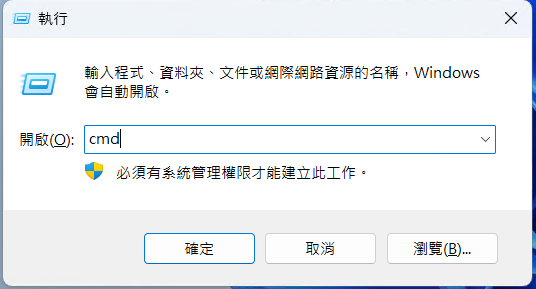 執行
輸入程式、資料夾、文件或網際網路資源的名稱，Windows
會自動開啟。
開啟(O): cmd
必須有系統管理權限才能建立此工作。
確定 取消 瀏覽(B)...